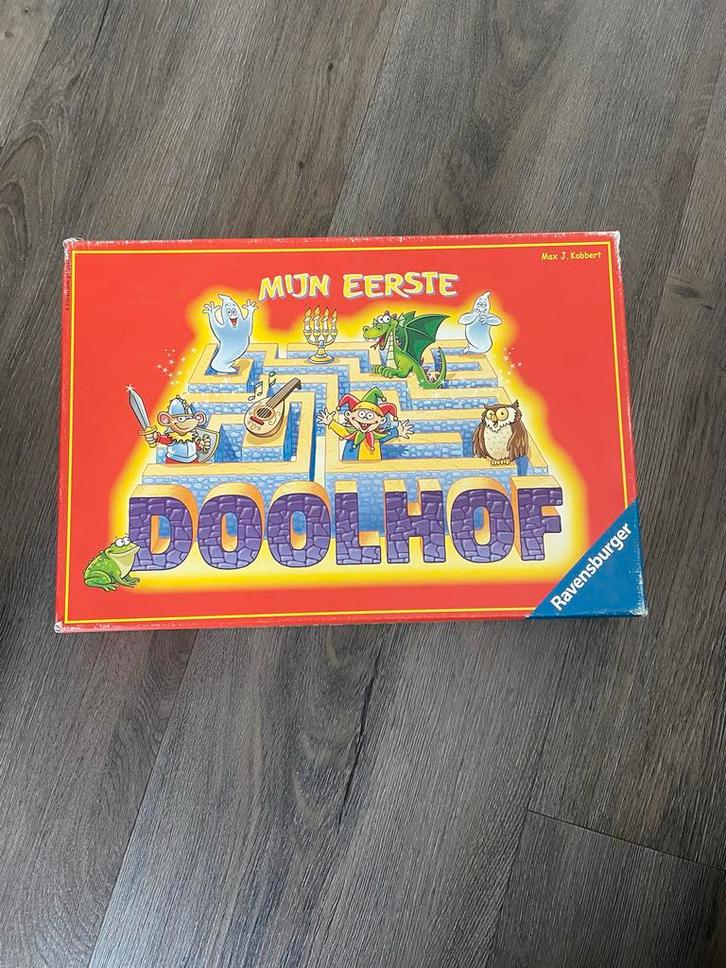 Max J. Kobbert
MIJN EERSTE
DOOLHOF
Ravensburger